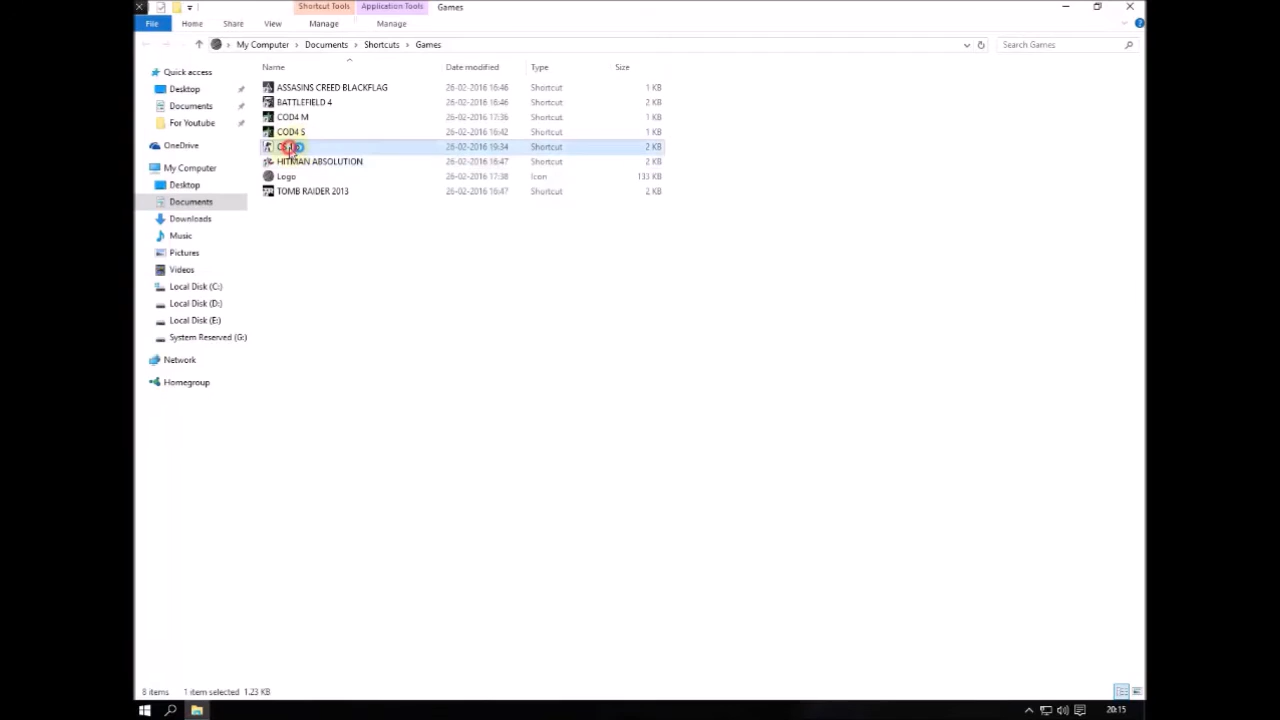 Shortcut Tools Application Tools Games
File Home Share View Manage Manage
My Computer Documents Shortcuts Games Search Games
Name Date modified Type Size
Quick access
Desktop
Documents
For Youtube
OneDrive
My Computer
Desktop
Documents
Downloads
Music
Pictures
Videos
Local Disk (C:)
Local Disk (D:)
Local Disk (E:)
System Reserved (G:)
Network
Homegroup
ASSASINS CREED BLACKFLAG 26-02-2016 16:46 Shortcut 1 KB
BATTLEFIELD 4 26-02-2016 16:46 Shortcut 2 KB
COD4 M 26-02-2016 17:36 Shortcut 1 KB
COD4 S 26-02-2016 16:42 Shortcut 1 KB
26-02-2016 19:34 Shortcut 2 KB
HITMAN ABSOLUTION 26-02-2016 16:47 Shortcut 2 KB
Logo 26-02-2016 17:38 Icon 133 KB
TOMB RAIDER 2013 26-02-2016 16:47 Shortcut 2 KB
8 items 1 item selected 1.23 KB
20:15